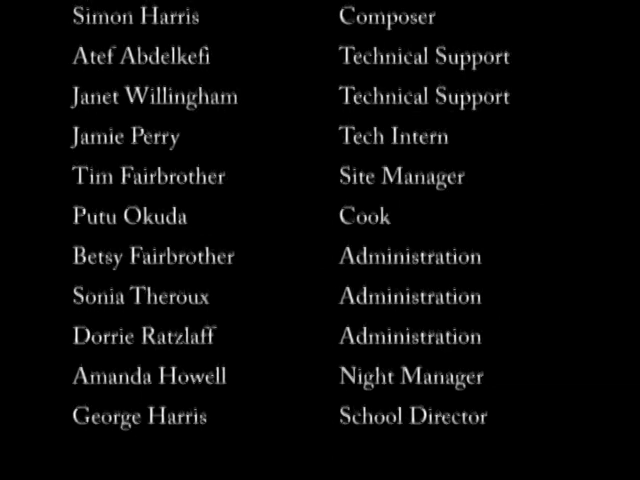 Simon Harris Composer
Atef Abdelkefi Technical Support
Janet Willingham Technical Support
Jamie Perry Tech Intern
Tim Fairbrother Site Manager
Putu Okuda Cook
Betsy Fairbrother Administration
Sonia Theroux Administration
Dorrie Ratzlaff Administration
Amanda Howell Night Manager
George Harris School Director